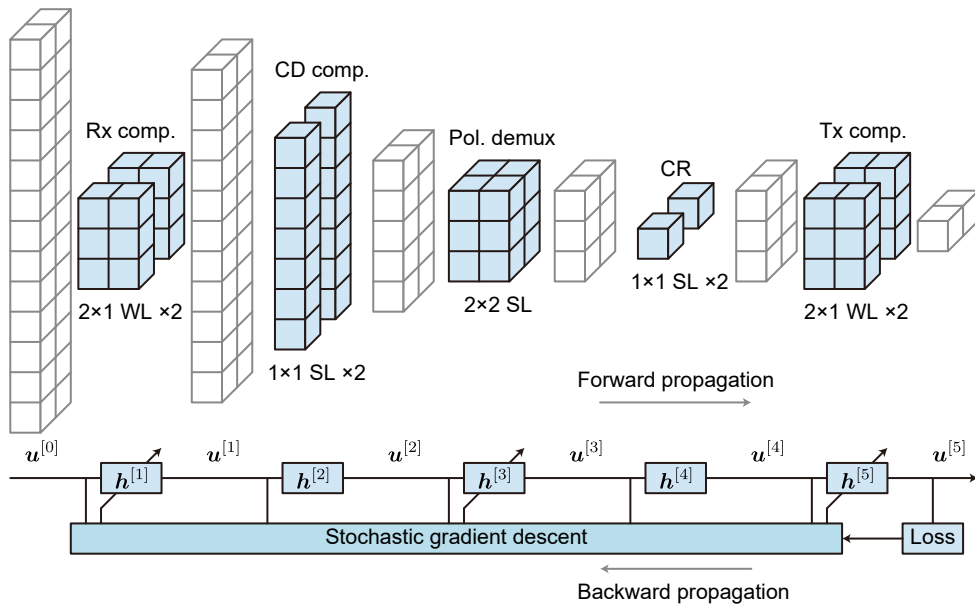 CD comp.
Rx comp.
Pol. demux
Tx comp.
CR
2×1 WL ×2
1×1 SL ×2
2×2 SL
1×1 SL ×2
2×1 WL ×2
Forward propagation
u^[0] u^[1] u^[2] u^[3] u^[4] u^[5]
h^[1] h^[2] h^[3] h^[4] h^[5]
Stochastic gradient descent
Loss
Backward propagation